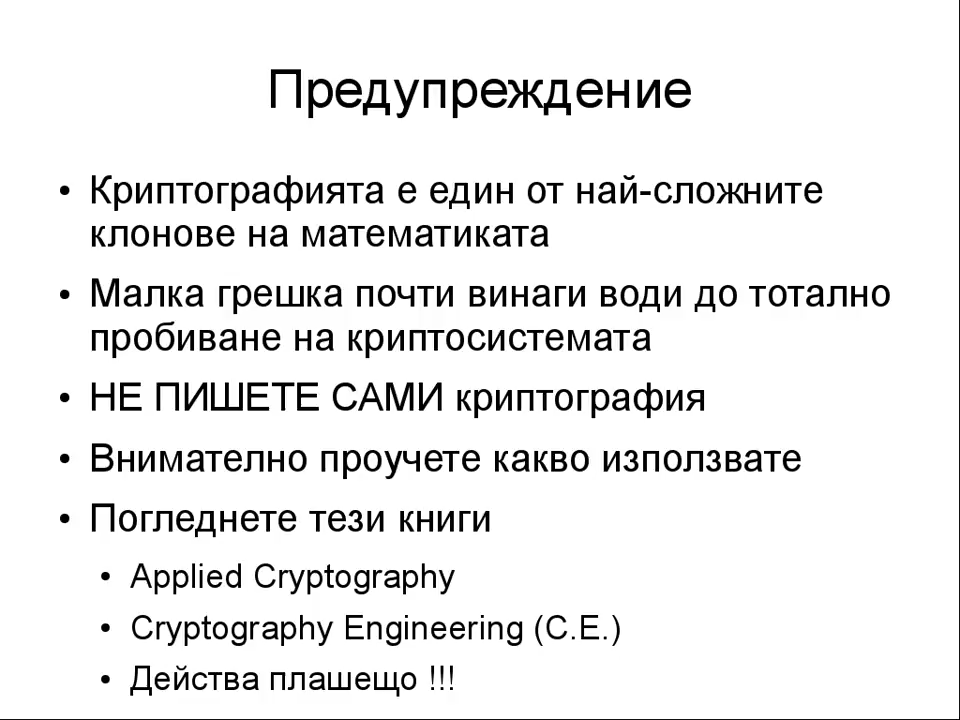 Предупреждение
• Криптографията е един от най-сложните
клонове на математиката
• Малка грешка почти винаги води до тотално
пробиване на криптосистемата
• НЕ ПИШЕТЕ САМИ криптография
• Внимателно проучете какво използвате
• Погледнете тези книги
• Applied Cryptography
• Cryptography Engineering (C.E.)
• Действа плашещо !!!